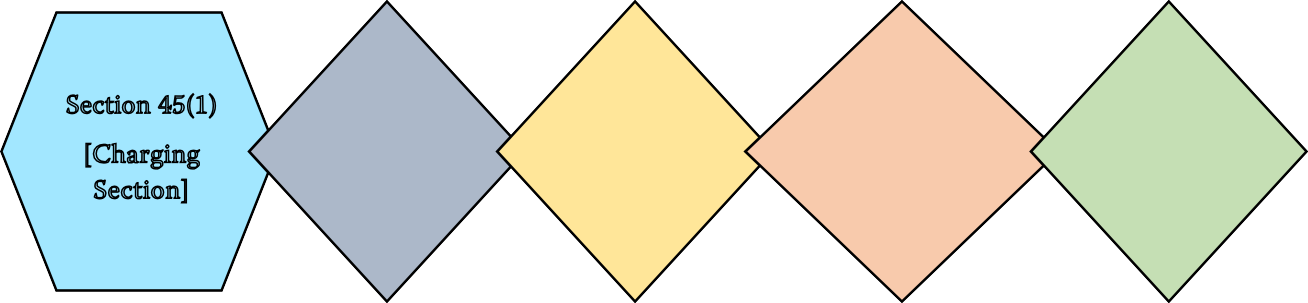 Section 45(1)
[Charging
Section]